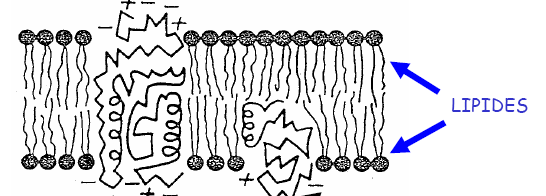 + - -
- +
LIPIDES
- - + -
- + -